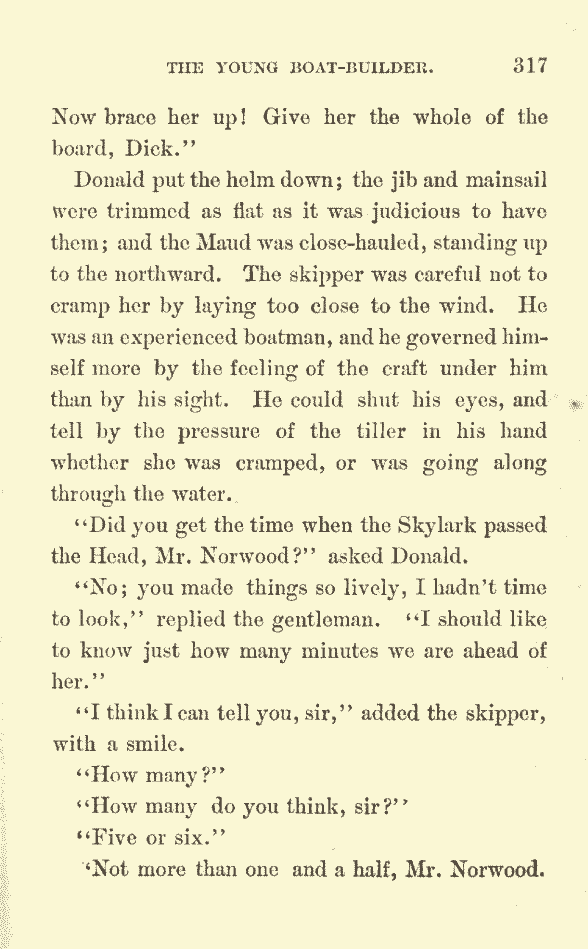 THE YOUNG BOAT-BUILDER. 317
Now brace her up! Give her the whole of the
board, Dick."
Donald put the helm down; the jib and mainsail
were trimmed as flat as it was judicious to have
them; and the Maud was close-hauled, standing up
to the northward. The skipper was careful not to
cramp her by laying too close to the wind. He
was an experienced boatman, and he governed him-
self more by the feeling of the craft under him
than by his sight. He could shut his eyes, and
tell by the pressure of the tiller in his hand
whether she was cramped, or was going along
through the water.
"Did you get the time when the Skylark passed
the Head, Mr. Norwood?" asked Donald.
"No; you made things so lively, I hadn't time
to look," replied the gentleman. "I should like
to know just how many minutes we are ahead of
her."
"I think I can tell you, sir," added the skipper,
with a smile.
"How many?"
"How many do you think, sir?"
"Five or six."
'Not more than one and a half, Mr. Norwood.